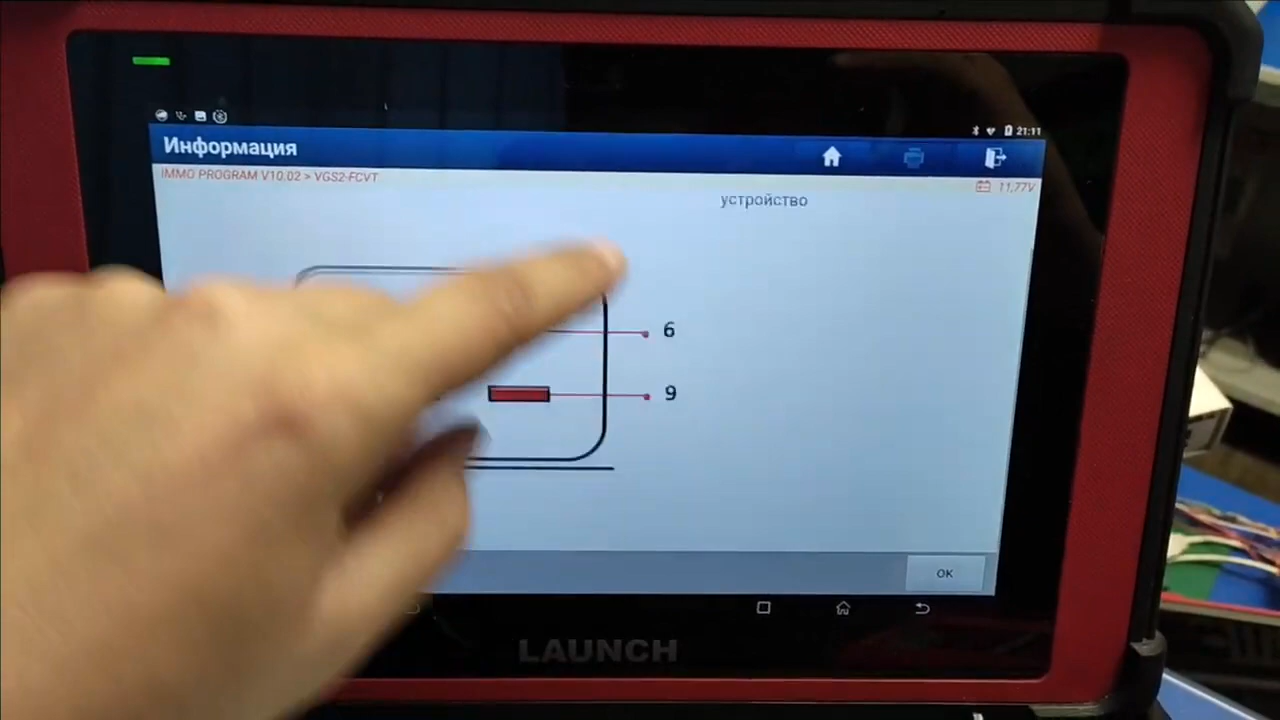 21:11
Информация
IMMO PROGRAM V10.02 > VGS2-FCVT
11,77V
устройство
6
9
OK
LAUNCH